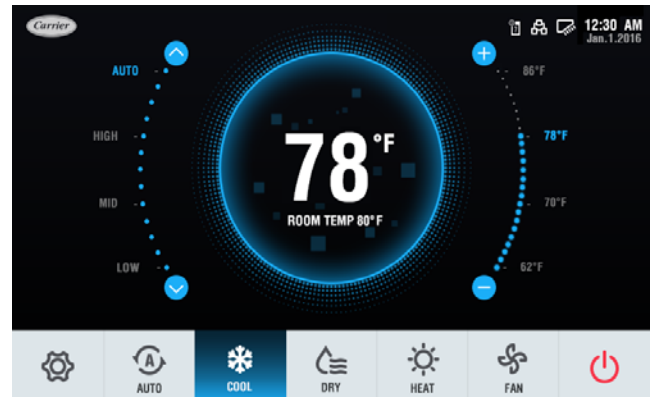 Carrier
12:30 AM
Jan.1.2016
AUTO
HIGH
MID
LOW
78°F
ROOM TEMP 80°F
86°F
78°F
70°F
62°F
A
AUTO
COOL
DRY
HEAT
FAN